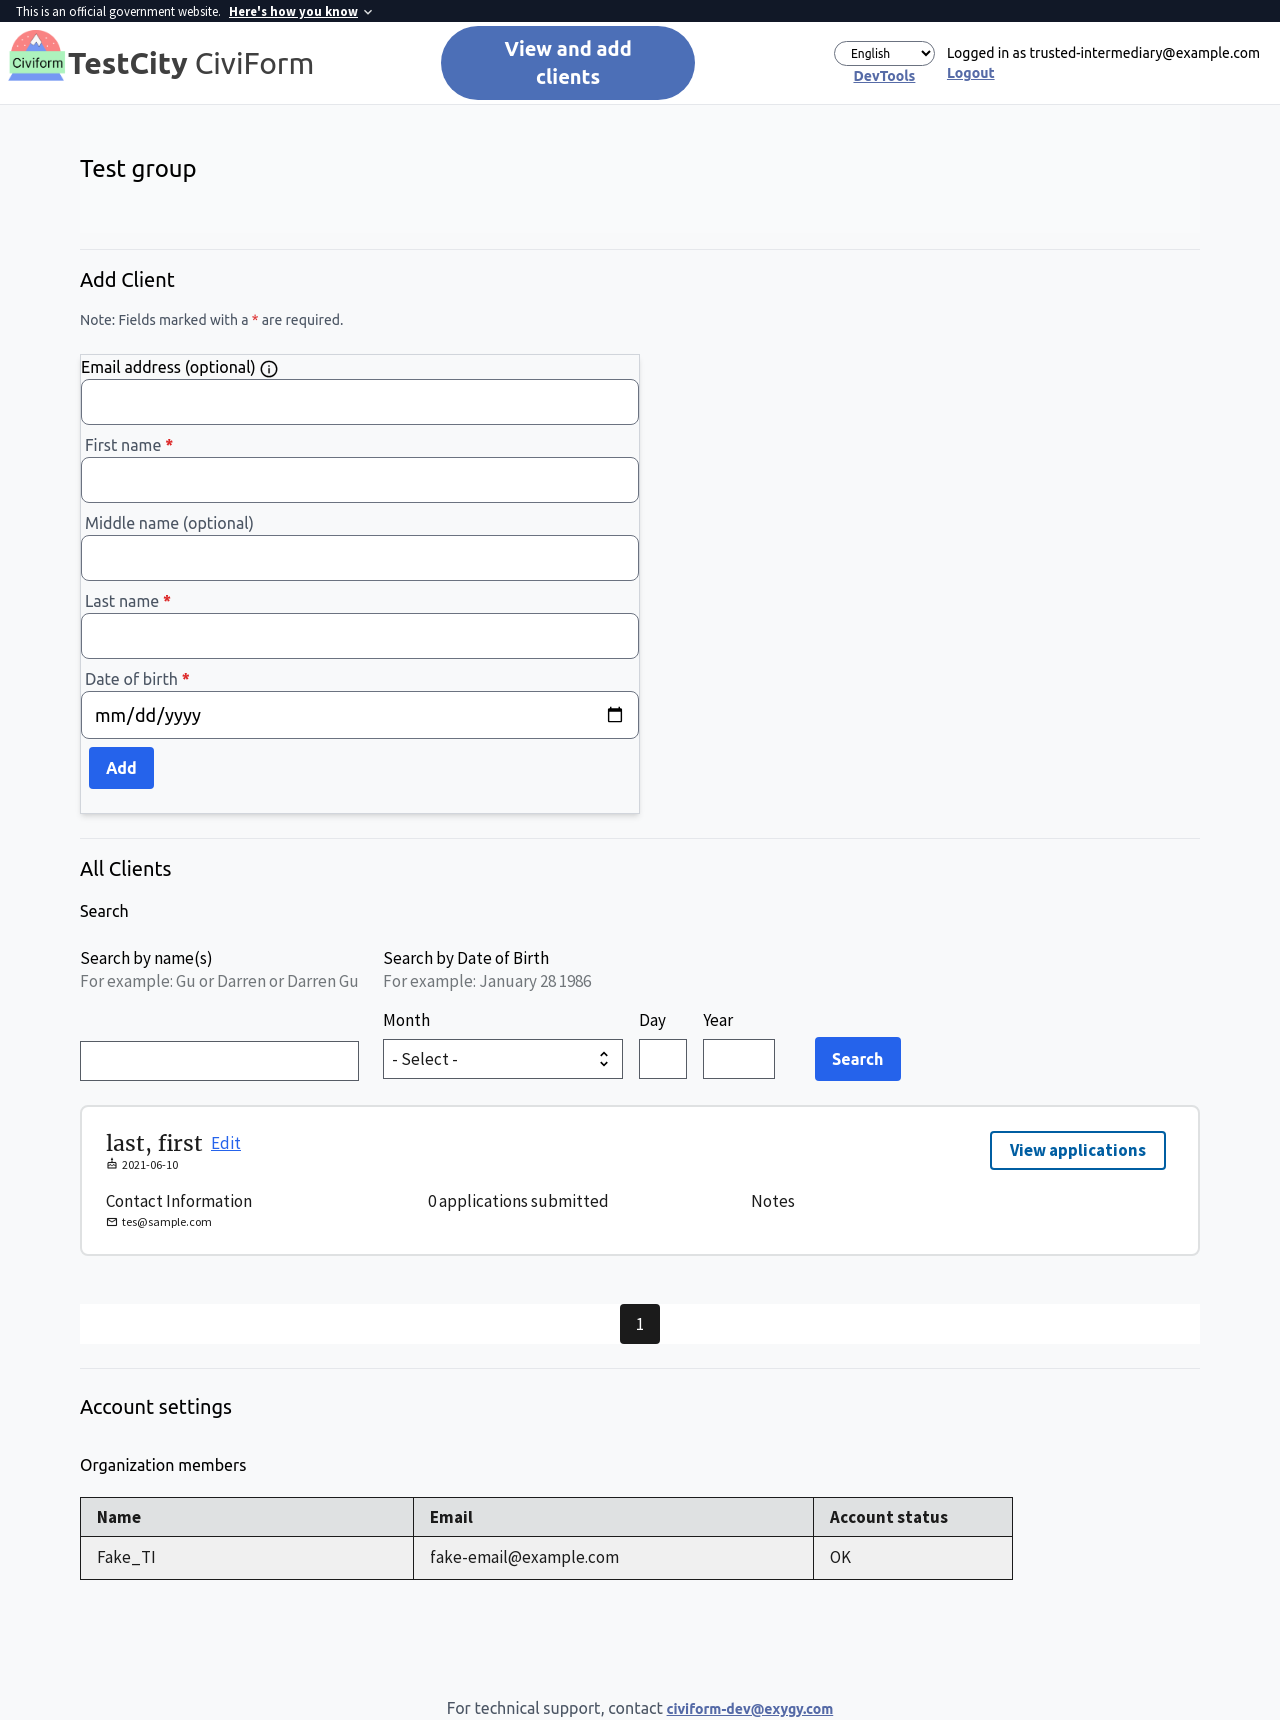 This is an official government website. Here's how you know
Civiform
TestCity CiviForm
View and add
clients
English
DevTools
Logged in as trusted-intermediary@example.com
Logout
Test group
Add Client
Note: Fields marked with a * are required.
Email address (optional)
First name *
Middle name (optional)
Last name *
Date of birth *
mm/dd/yyyy
Add
All Clients
Search
Search by name(s)
For example: Gu or Darren or Darren Gu
Search by Date of Birth
For example: January 28 1986
Month Day Year
- Select -
Search
last, first Edit
2021-06-10
View applications
Contact Information
tes@sample.com
0 applications submitted
Notes
1
Account settings
Organization members
Name Email Account status
Fake_TI fake-email@example.com OK
For technical support, contact civiform-dev@exygy.com